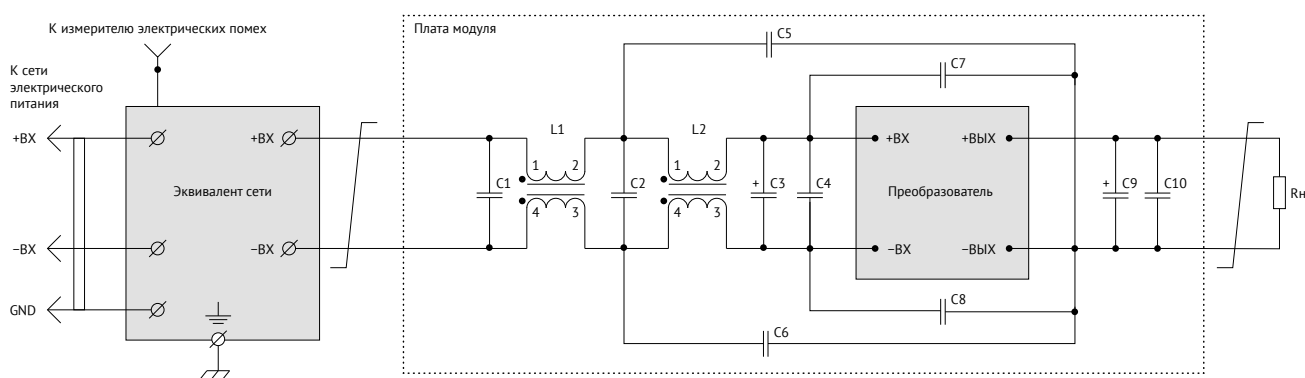 К измерителю электрических помех
Плата модуля
К сети
электрического
питания
+ВХ
−ВХ
GND
+ВХ
−ВХ
Эквивалент сети
C1
L1
1 2
4 3
C2
L2
1 2
4 3
+
C3
C4
C5
C7
+ВХ
+ВЫХ
Преобразователь
−ВХ
−ВЫХ
C8
C6
+
C9
C10
Rн